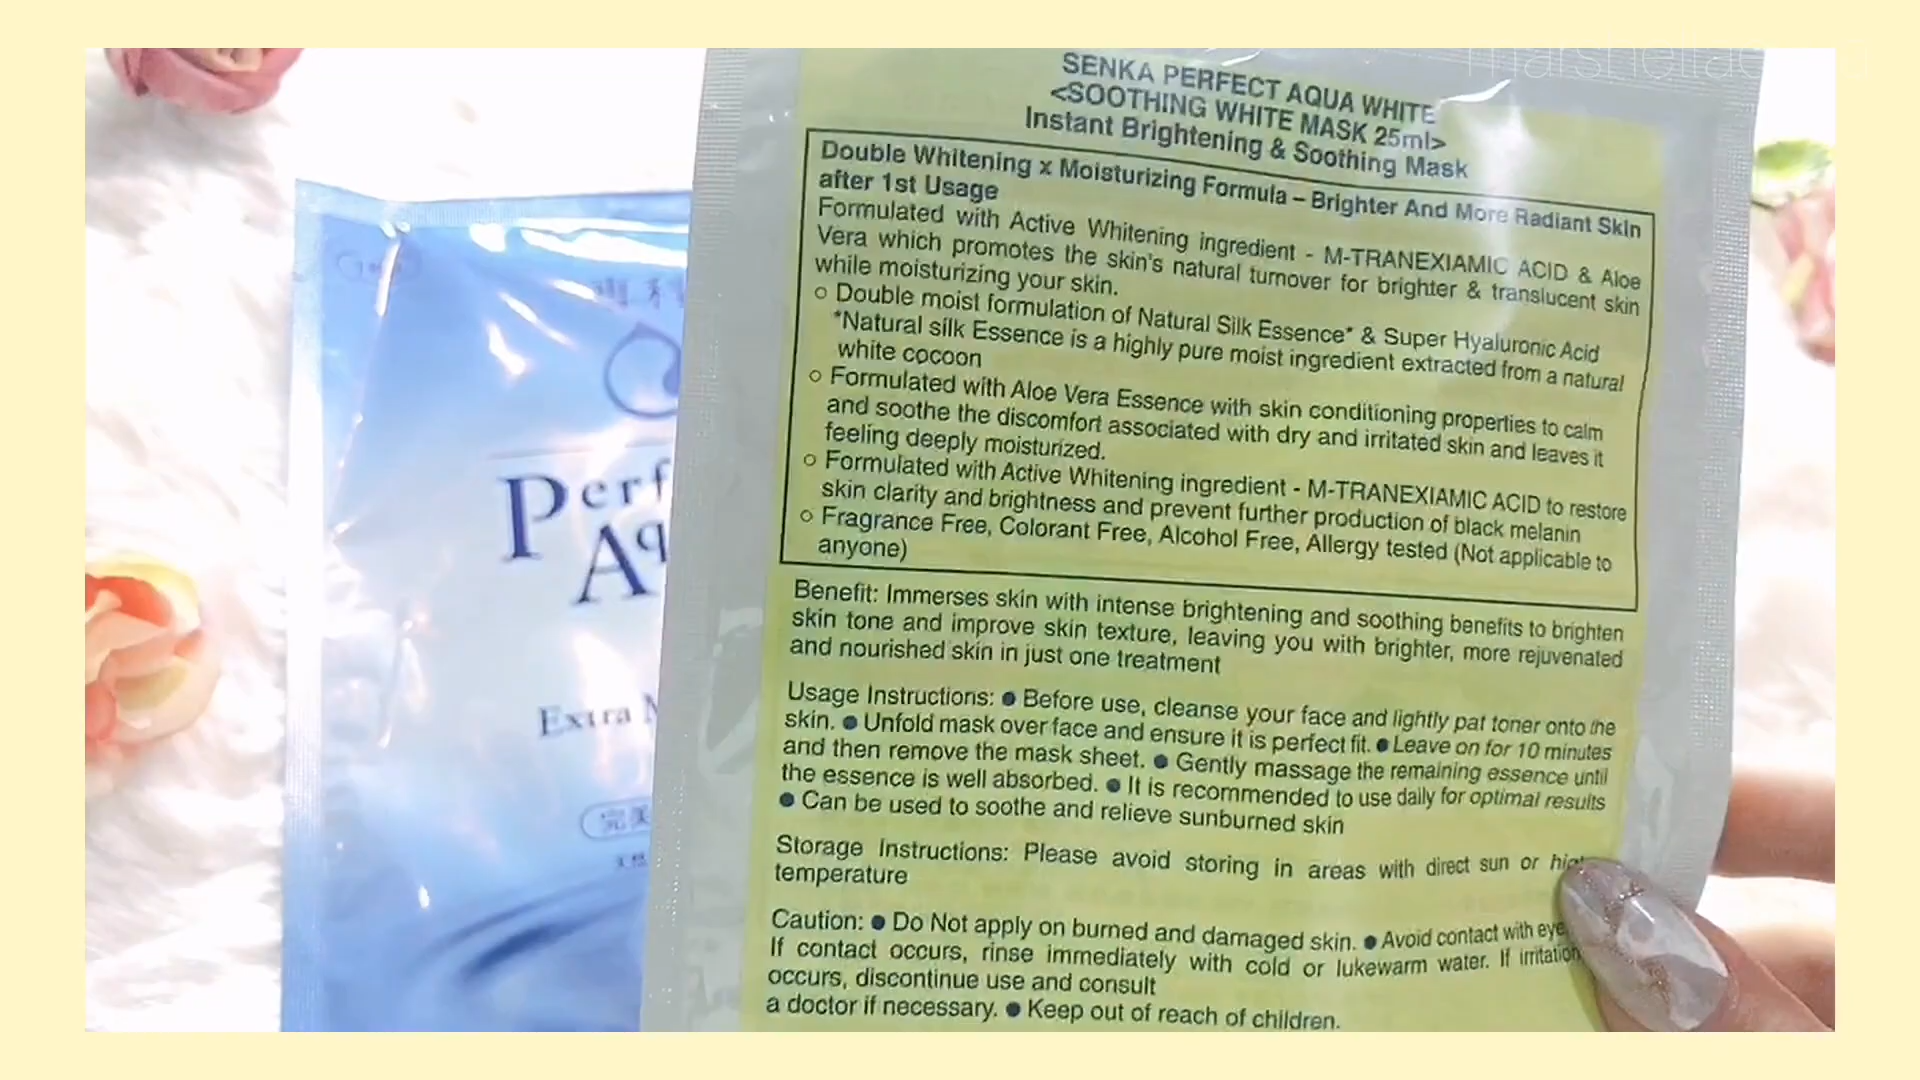 SENKA PERFECT AQUA WHITE
<SOOTHING WHITE MASK 25ml>
Instant Brightening & Soothing Mask
Double Whitening x Moisturizing Formula – Brighter And More Radiant Skin
after 1st Usage
Formulated with Active Whitening ingredient - M-TRANEXIAMIC ACID & Aloe
Vera which promotes the skin's natural turnover for brighter & translucent skin
while moisturizing your skin.
○ Double moist formulation of Natural Silk Essence* & Super Hyaluronic Acid
*Natural silk Essence is a highly pure moist ingredient extracted from a natural
white cocoon
○ Formulated with Aloe Vera Essence with skin conditioning properties to calm
and soothe the discomfort associated with dry and irritated skin and leaves it
feeling deeply moisturized.
○ Formulated with Active Whitening ingredient - M-TRANEXIAMIC ACID to restore
skin clarity and brightness and prevent further production of black melanin
○ Fragrance Free, Colorant Free, Alcohol Free, Allergy tested (Not applicable to
anyone)
Benefit: Immerses skin with intense brightening and soothing benefits to brighten
skin tone and improve skin texture, leaving you with brighter, more rejuvenated
and nourished skin in just one treatment
Usage Instructions: ● Before use, cleanse your face and lightly pat toner onto the
skin. ● Unfold mask over face and ensure it is perfect fit. ● Leave on for 10 minutes
and then remove the mask sheet. ● Gently massage the remaining essence until
the essence is well absorbed. ● It is recommended to use daily for optimal results
● Can be used to soothe and relieve sunburned skin
Storage Instructions: Please avoid storing in areas with direct sun or
temperature
Caution: ● Do Not apply on burned and damaged skin. ● Avoid contact with eye
If contact occurs, rinse immediately with cold or lukewarm water. If irritation
occurs, discontinue use and consult
a doctor if necessary. ● Keep out of reach of children.
Perf
Aq
Extra
完美